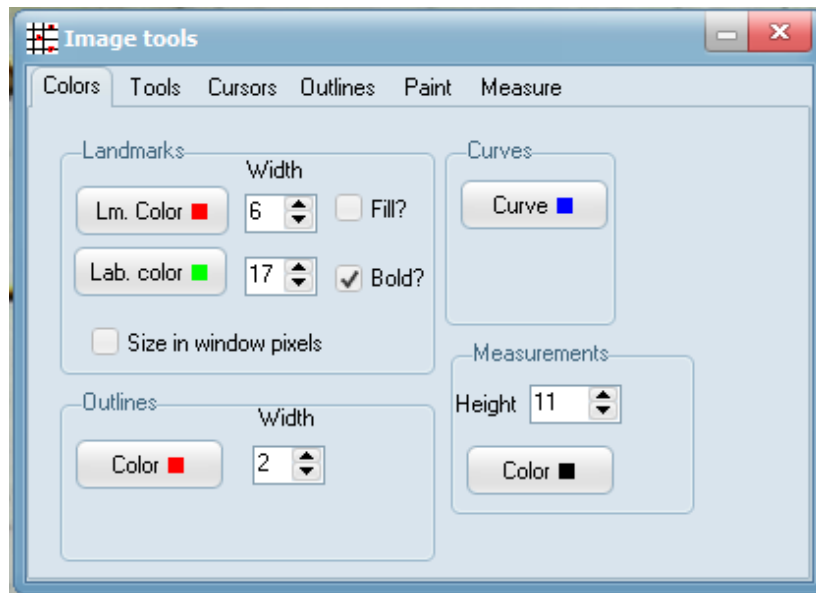 Image tools
Colors Tools Cursors Outlines Paint Measure
Landmarks
Width
Lm. Color 6 Fill?
Lab. color 17 Bold?
Size in window pixels
Curves
Curve
Outlines
Width
Color 2
Measurements
Height 11
Color